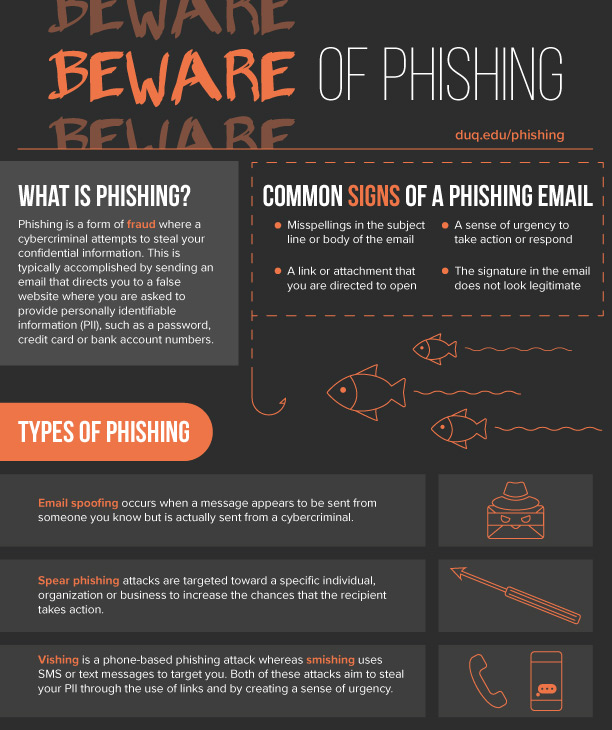 BEWARE
BEWARE OF PHISHING
BEWARE
duq.edu/phishing
WHAT IS PHISHING?
Phishing is a form of fraud where a
cybercriminal attempts to steal your
confidential information. This is
typically accomplished by sending an
email that directs you to a false
website where you are asked to
provide personally identifiable
information (PII), such as a password,
credit card or bank account numbers.
COMMON SIGNS OF A PHISHING EMAIL
Misspellings in the subject
line or body of the email
A link or attachment that
you are directed to open
A sense of urgency to
take action or respond
The signature in the email
does not look legitimate
TYPES OF PHISHING
Email spoofing occurs when a message appears to be sent from
someone you know but is actually sent from a cybercriminal.
Spear phishing attacks are targeted toward a specific individual,
organization or business to increase the chances that the recipient
takes action.
Vishing is a phone-based phishing attack whereas smishing uses
SMS or text messages to target you. Both of these attacks aim to steal
your PII through the use of links and by creating a sense of urgency.